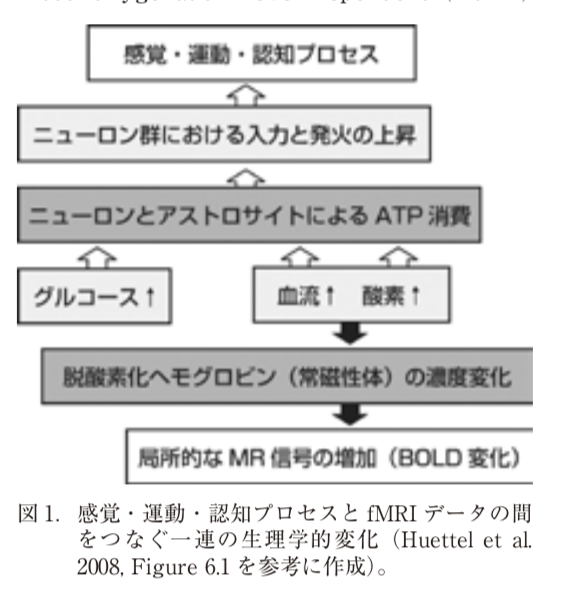 感覚・運動・認知プロセス
ニューロン群における入力と発火の上昇
ニューロンとアストロサイトによる ATP 消費
グルコース↑
血流↑ 酸素↑
脱酸素化ヘモグロビン（常磁性体）の濃度変化
局所的な MR 信号の増加（BOLD 変化）
図 1. 感覚・運動・認知プロセスと fMRI データの間
をつなぐ一連の生理学的変化（Huettel et al.
2008, Figure 6.1 を参考に作成）。